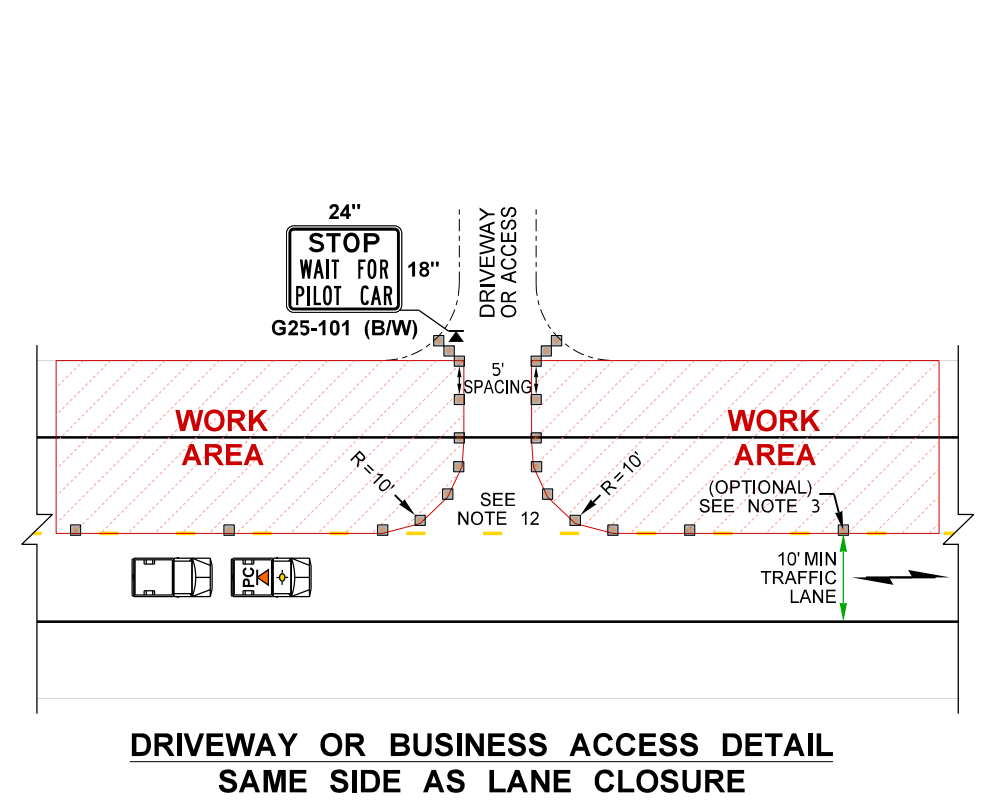 24"
STOP
WAIT FOR
PILOT CAR
18"
G25-101 (B/W)
DRIVEWAY
OR ACCESS
5'
SPACING
WORK
AREA
WORK
AREA
R=10'
R=10'
SEE
NOTE 12
(OPTIONAL)
SEE NOTE 3
10' MIN
TRAFFIC
LANE
PC
DRIVEWAY OR BUSINESS ACCESS DETAIL
SAME SIDE AS LANE CLOSURE